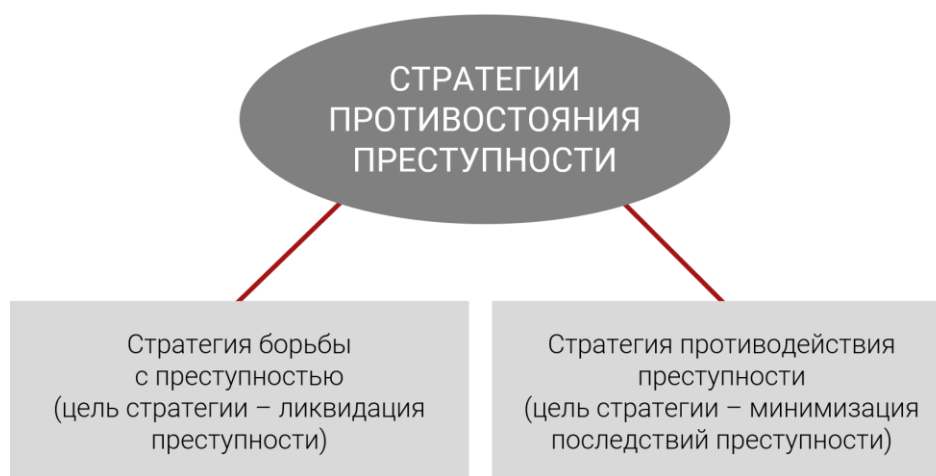 СТРАТЕГИИ
ПРОТИВОСТОЯНИЯ
ПРЕСТУПНОСТИ
Стратегия борьбы
с преступностью
(цель стратегии – ликвидация
преступности)
Стратегия противодействия
преступности
(цель стратегии – минимизация
последствий преступности)